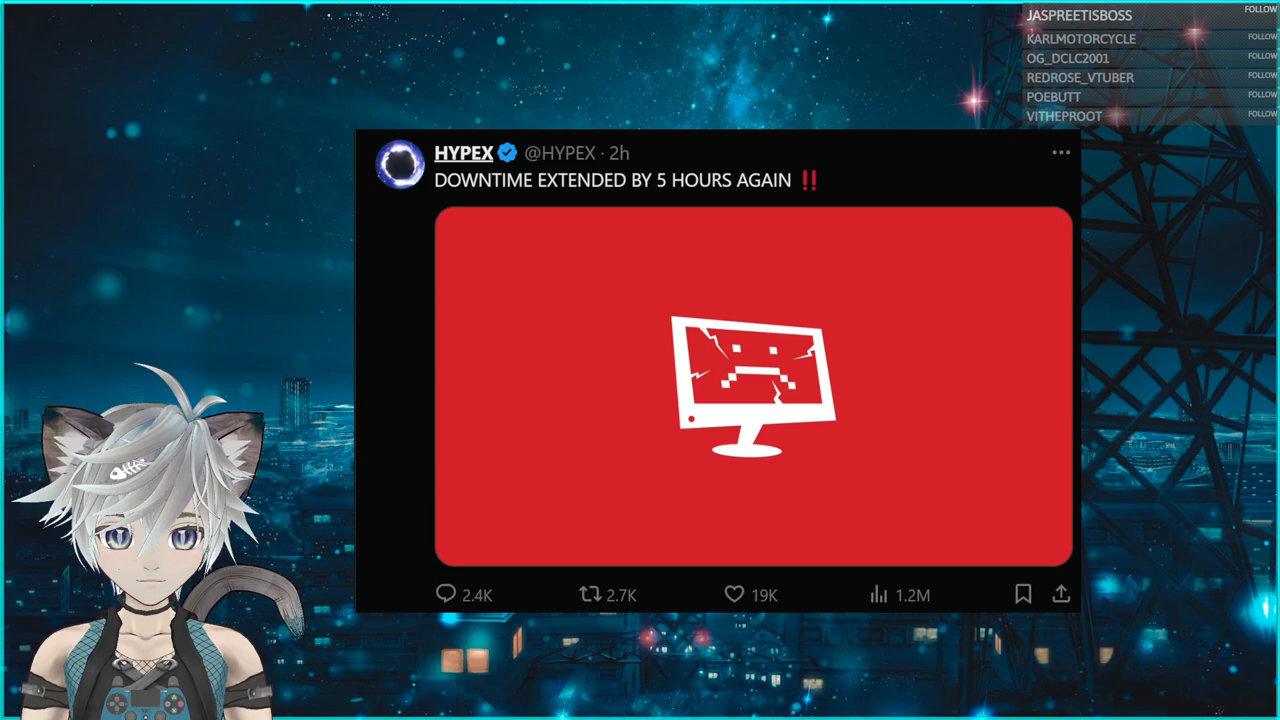 JASPREETISBOSS FOLLOW
KARLMOTORCYCLE FOLLOW
OG_DCLC2001 FOLLOW
REDROSE_VTUBER FOLLOW
POEBUTT FOLLOW
VITHEPROOT FOLLOW
HYPEX @HYPEX · 2h
DOWNTIME EXTENDED BY 5 HOURS AGAIN ‼️
2.4K 2.7K 19K 1.2M